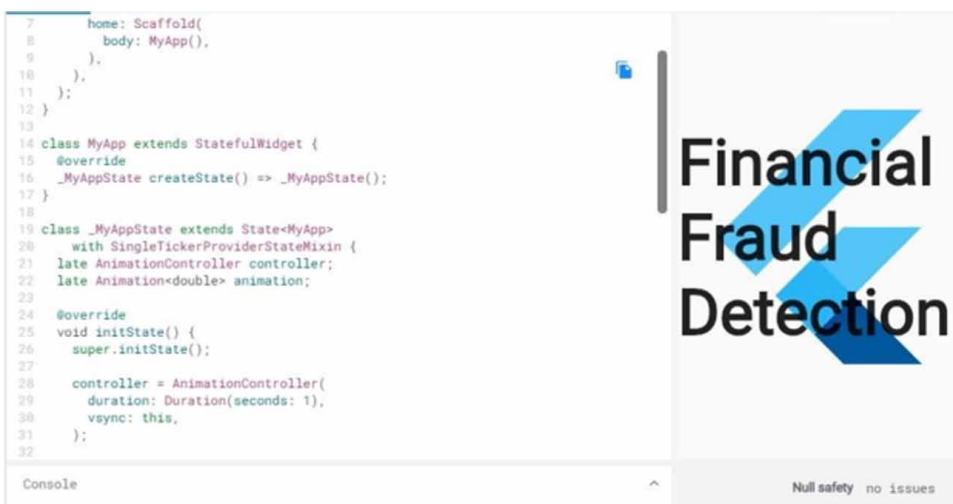 7 home: Scaffold(
8 body: MyApp(),
9 ),
10 ),
11 );
12 }
13
14 class MyApp extends StatefulWidget {
15 @override
16 _MyAppState createState() => _MyAppState();
17 }
18
19 class _MyAppState extends State<MyApp>
20 with SingleTickerProviderStateMixin {
21 late AnimationController controller;
22 late Animation<double> animation;
23
24 @override
25 void initState() {
26 super.initState();
27
28 controller = AnimationController(
29 duration: Duration(seconds: 1),
30 vsync: this,
31 );
32
Financial
Fraud
Detection
Console
Null safety no issues